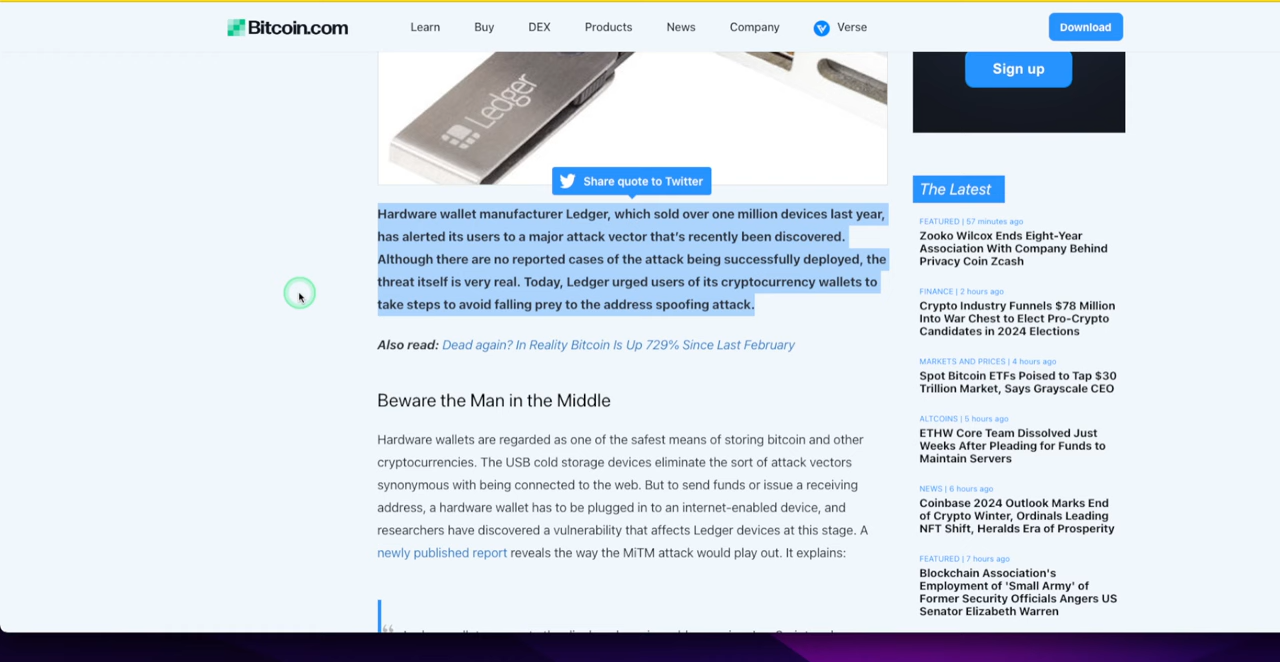 Bitcoin.com
Learn
Buy
DEX
Products
News
Company
Verse
Download
Ledger
Share quote to Twitter
Hardware wallet manufacturer Ledger, which sold over one million devices last year,
has alerted its users to a major attack vector that's recently been discovered.
Although there are no reported cases of the attack being successfully deployed, the
threat itself is very real. Today, Ledger urged users of its cryptocurrency wallets to
take steps to avoid falling prey to the address spoofing attack.
Also read: Dead again? In Reality Bitcoin Is Up 729% Since Last February
Beware the Man in the Middle
Hardware wallets are regarded as one of the safest means of storing bitcoin and other
cryptocurrencies. The USB cold storage devices eliminate the sort of attack vectors
synonymous with being connected to the web. But to send funds or issue a receiving
address, a hardware wallet has to be plugged in to an internet-enabled device, and
researchers have discovered a vulnerability that affects Ledger devices at this stage. A
newly published report reveals the way the MiTM attack would play out. It explains:
Sign up
The Latest
FEATURED | 57 minutes ago
Zooko Wilcox Ends Eight-Year
Association With Company Behind
Privacy Coin Zcash
FINANCE | 2 hours ago
Crypto Industry Funnels $78 Million
Into War Chest to Elect Pro-Crypto
Candidates in 2024 Elections
MARKETS AND PRICES | 4 hours ago
Spot Bitcoin ETFs Poised to Tap $30
Trillion Market, Says Grayscale CEO
ALTCOINS | 5 hours ago
ETHW Core Team Dissolved Just
Weeks After Pleading for Funds to
Maintain Servers
NEWS | 6 hours ago
Coinbase 2024 Outlook Marks End
of Crypto Winter, Ordinals Leading
NFT Shift, Heralds Era of Prosperity
FEATURED | 7 hours ago
Blockchain Association's
Employment of 'Small Army' of
Former Security Officials Angers US
Senator Elizabeth Warren